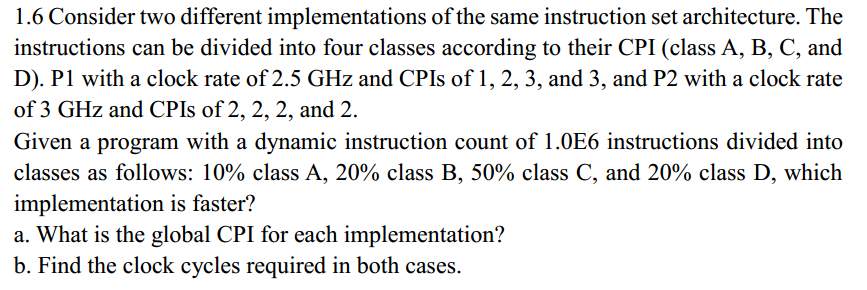 1.6 Consider two different implementations of the same instruction set architecture. The
instructions can be divided into four classes according to their CPI (class A, B, C, and
D). P1 with a clock rate of 2.5 GHz and CPIs of 1, 2, 3, and 3, and P2 with a clock rate
of 3 GHz and CPIs of 2, 2, 2, and 2.
Given a program with a dynamic instruction count of 1.0E6 instructions divided into
classes as follows: 10% class A, 20% class B, 50% class C, and 20% class D, which
implementation is faster?
a. What is the global CPI for each implementation?
b. Find the clock cycles required in both cases.